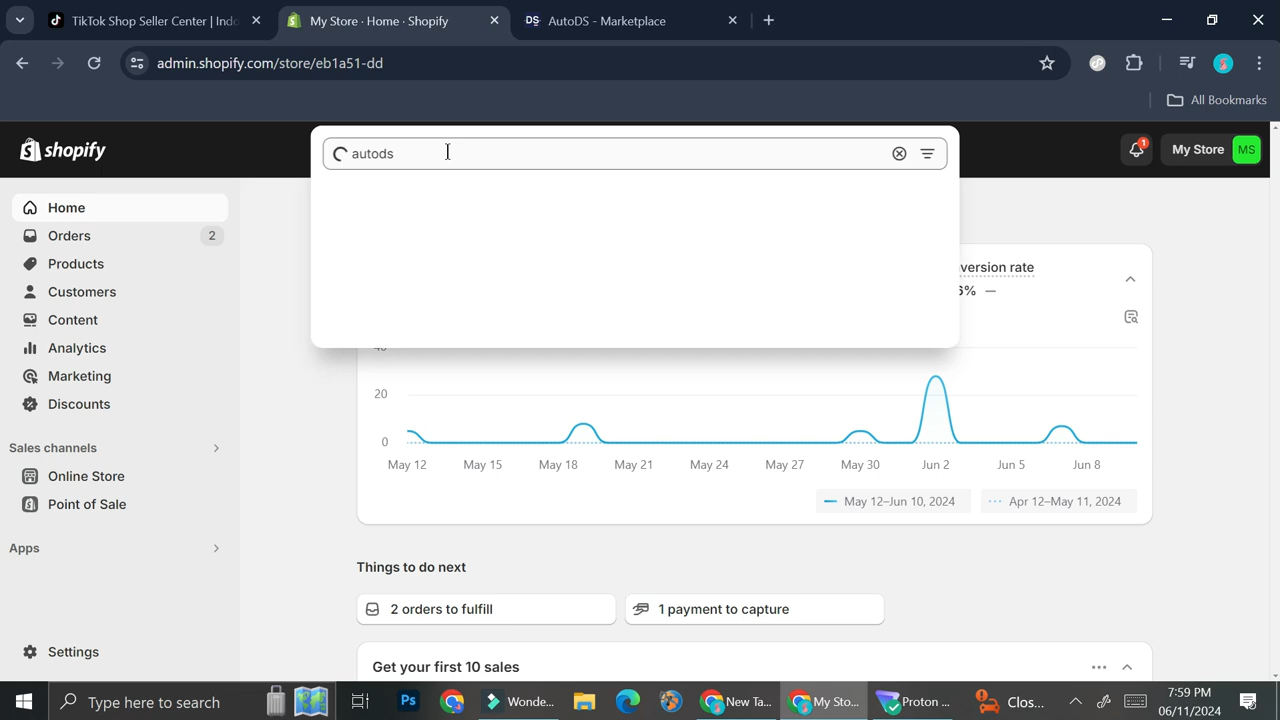 TikTok Shop Seller Center | Indo
My Store · Home · Shopify
DS AutoDS - Marketplace
admin.shopify.com/store/eb1a51-dd
All Bookmarks
shopify
autods
1
My Store MS
Home
Orders 2
Products
Customers
Content
Analytics
Marketing
Discounts
Sales channels
Online Store
Point of Sale
Apps
Settings
version rate
6% —
20
0
May 12 May 15 May 18 May 21 May 24 May 27 May 30 Jun 2 Jun 5 Jun 8
May 12–Jun 10, 2024 Apr 12–May 11, 2024
Things to do next
2 orders to fulfill 1 payment to capture
Get your first 10 sales
Type here to search
Ps
Wonde...
New Ta...
My Sto...
Proton ...
Clos...
7:59 PM
06/11/2024